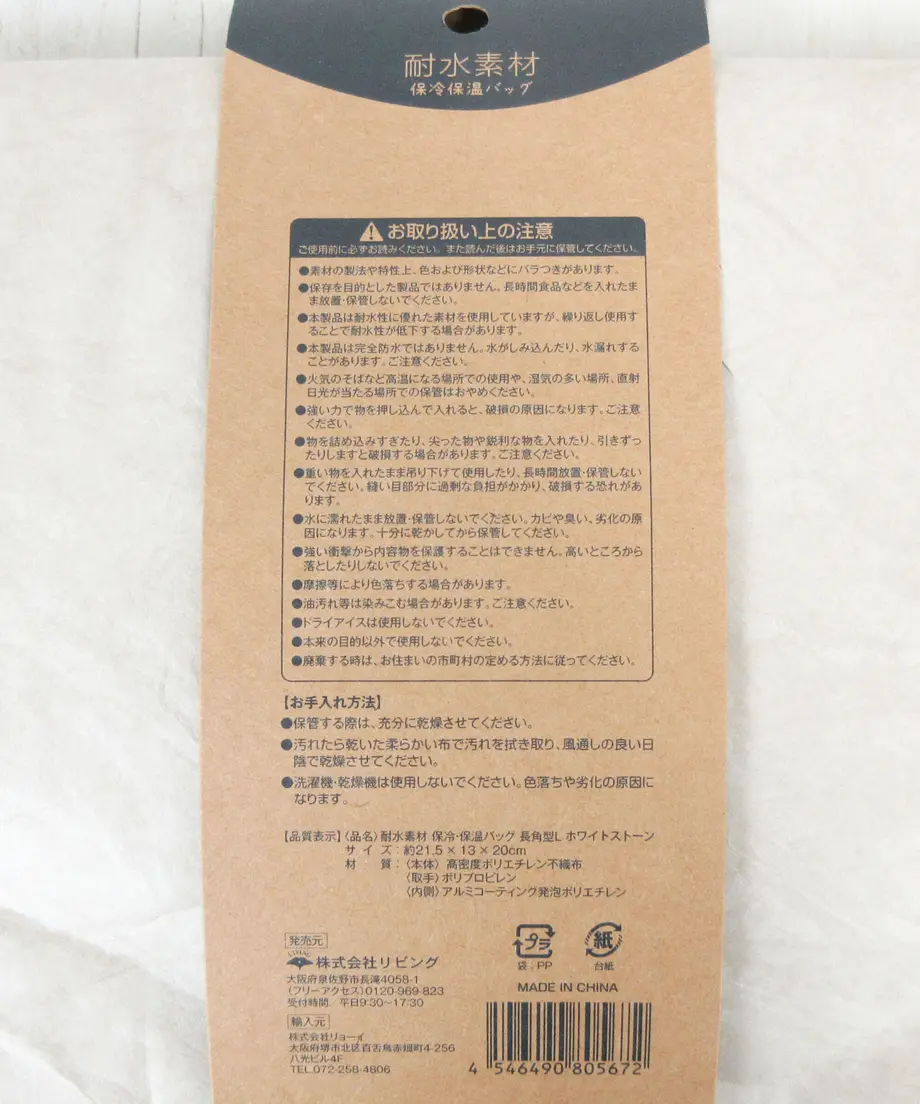 耐水素材
保冷保温バッグ
お取り扱い上の注意
ご使用前に必ずお読みください。また読んだ後はお手元に保管してください。
●素材の製法や特性上、色および形状などにバラつきがあります。
●保存を目的とした製品ではありません。長時間食品などを入れたま
ま放置・保管しないでください。
●本製品は耐水性に優れた素材を使用していますが、繰り返し使用す
ることで耐水性が低下する場合があります。
●本製品は完全防水ではありません。水がしみ込んだり、水漏れする
ことがあります。ご注意ください。
●火気のそばなど高温になる場所での使用や、湿気の多い場所、直射
日光が当たる場所での保管はおやめください。
●強い力で物を押し込んで入れると、破損の原因になります、ご注意
ください。
●物を詰め込みすぎたり、尖った物や鋭利な物を入れたり、引きずっ
たりしますと破損する場合があります。ご注意ください。
●重い物を入れたまま吊り下げて使用したり、長時間放置・保管しない
でください。縫い目部分に過剰な負担がかかり、破損する恐れがあ
ります。
●水に濡れたまま放置・保管しないでください。カビや臭い、劣化の原
因になります。十分に乾かしてから保管してください。
●強い衝撃から内容物を保護することはできません。高いところから
落としたりしないでください。
●摩擦等により色落ちする場合があります。
●油汚れ等は染みこむ場合があります。ご注意ください。
●ドライアイスは使用しないでください。
●本来の目的以外で使用しないでください。
●廃棄する時は、お住まいの市町村の定める方法に従ってください。
【お手入れ方法】
●保管する際は、充分に乾燥させてください。
●汚れたら乾いた柔らかい布で汚れを拭き取り、風通しの良い日
陰で乾燥させてください。
●洗濯機・乾燥機は使用しないでください。色落ちや劣化の原因に
なります。
【品質表示】〈品名〉耐水素材 保冷・保温バッグ 長角型L ホワイトストーン
サイズ：約21.5×13×20cm
材　質：〈本体〉高密度ポリエチレン不織布
〈取手〉ポリプロピレン
〈内側〉アルミコーティング発泡ポリエチレン
発売元
LIVING
株式会社リビング
大阪府泉佐野市長滝4058-1
〈フリーアクセス〉0120-969-823
受付時間．平日9:30〜17:30
輸入元
株式会社リョーイ
大阪府堺市北区百舌鳥赤畑町4-256
八光ビル4F
TEL.072-258-4806
プラ
袋：PP
紙
台紙
MADE IN CHINA
4 546490 805672